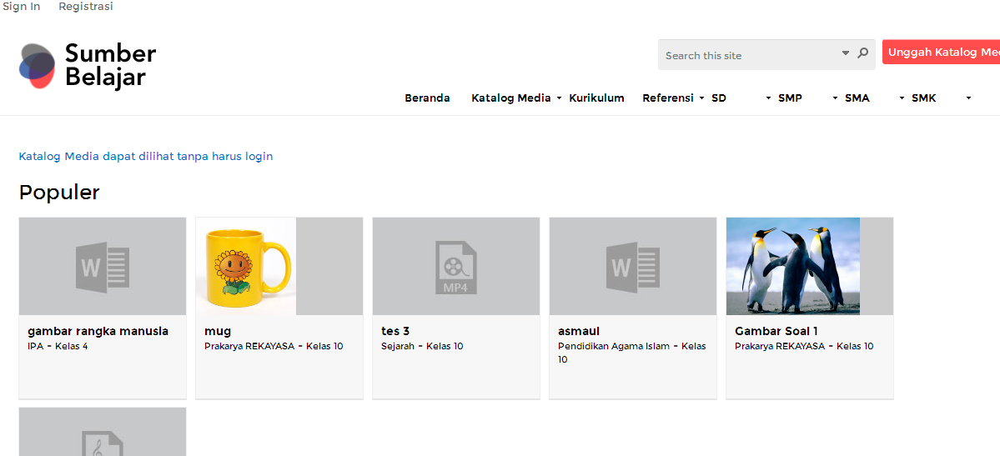 Sign In Registrasi
Sumber
Belajar
Search this site
Unggah Katalog
Beranda Katalog Media Kurikulum Referensi SD SMP SMA SMK
Katalog Media dapat dilihat tanpa harus login
Populer
W
MP4
W
gambar rangka manusia
IPA - Kelas 4
mug
Prakarya REKAYASA - Kelas 10
tes 3
Sejarah - Kelas 10
asmaul
Pendidikan Agama Islam - Kelas
10
Gambar Soal 1
Prakarya REKAYASA - Kelas 10